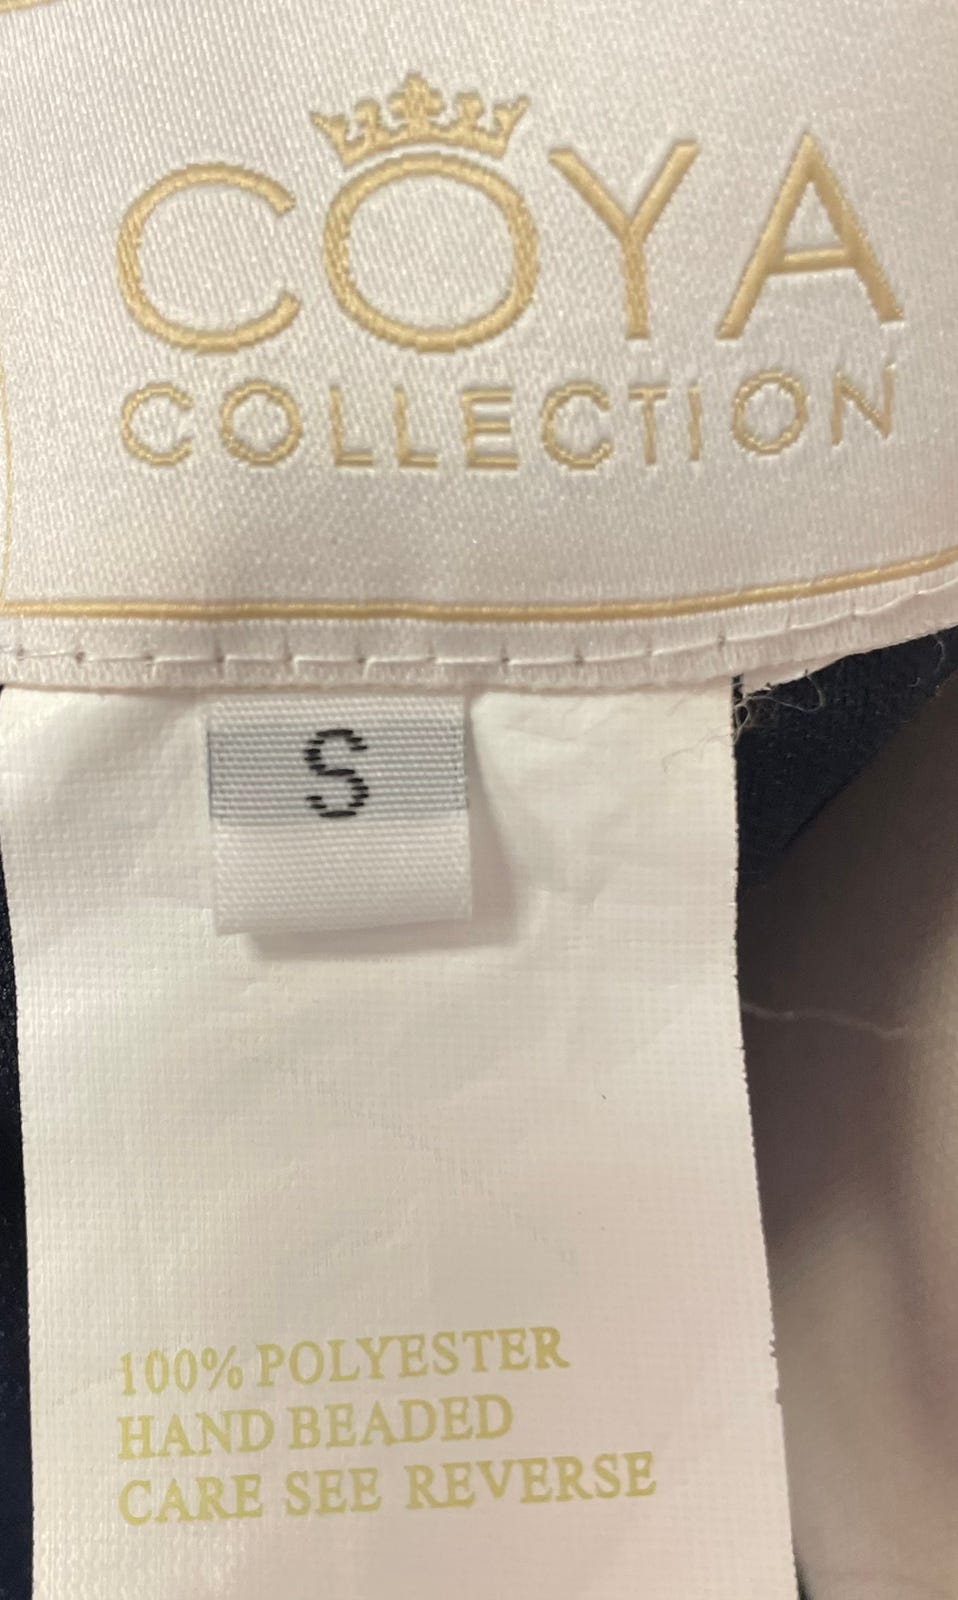 COYA
COLLECTION
S
100% POLYESTER
HAND BEADED
CARE SEE REVERSE